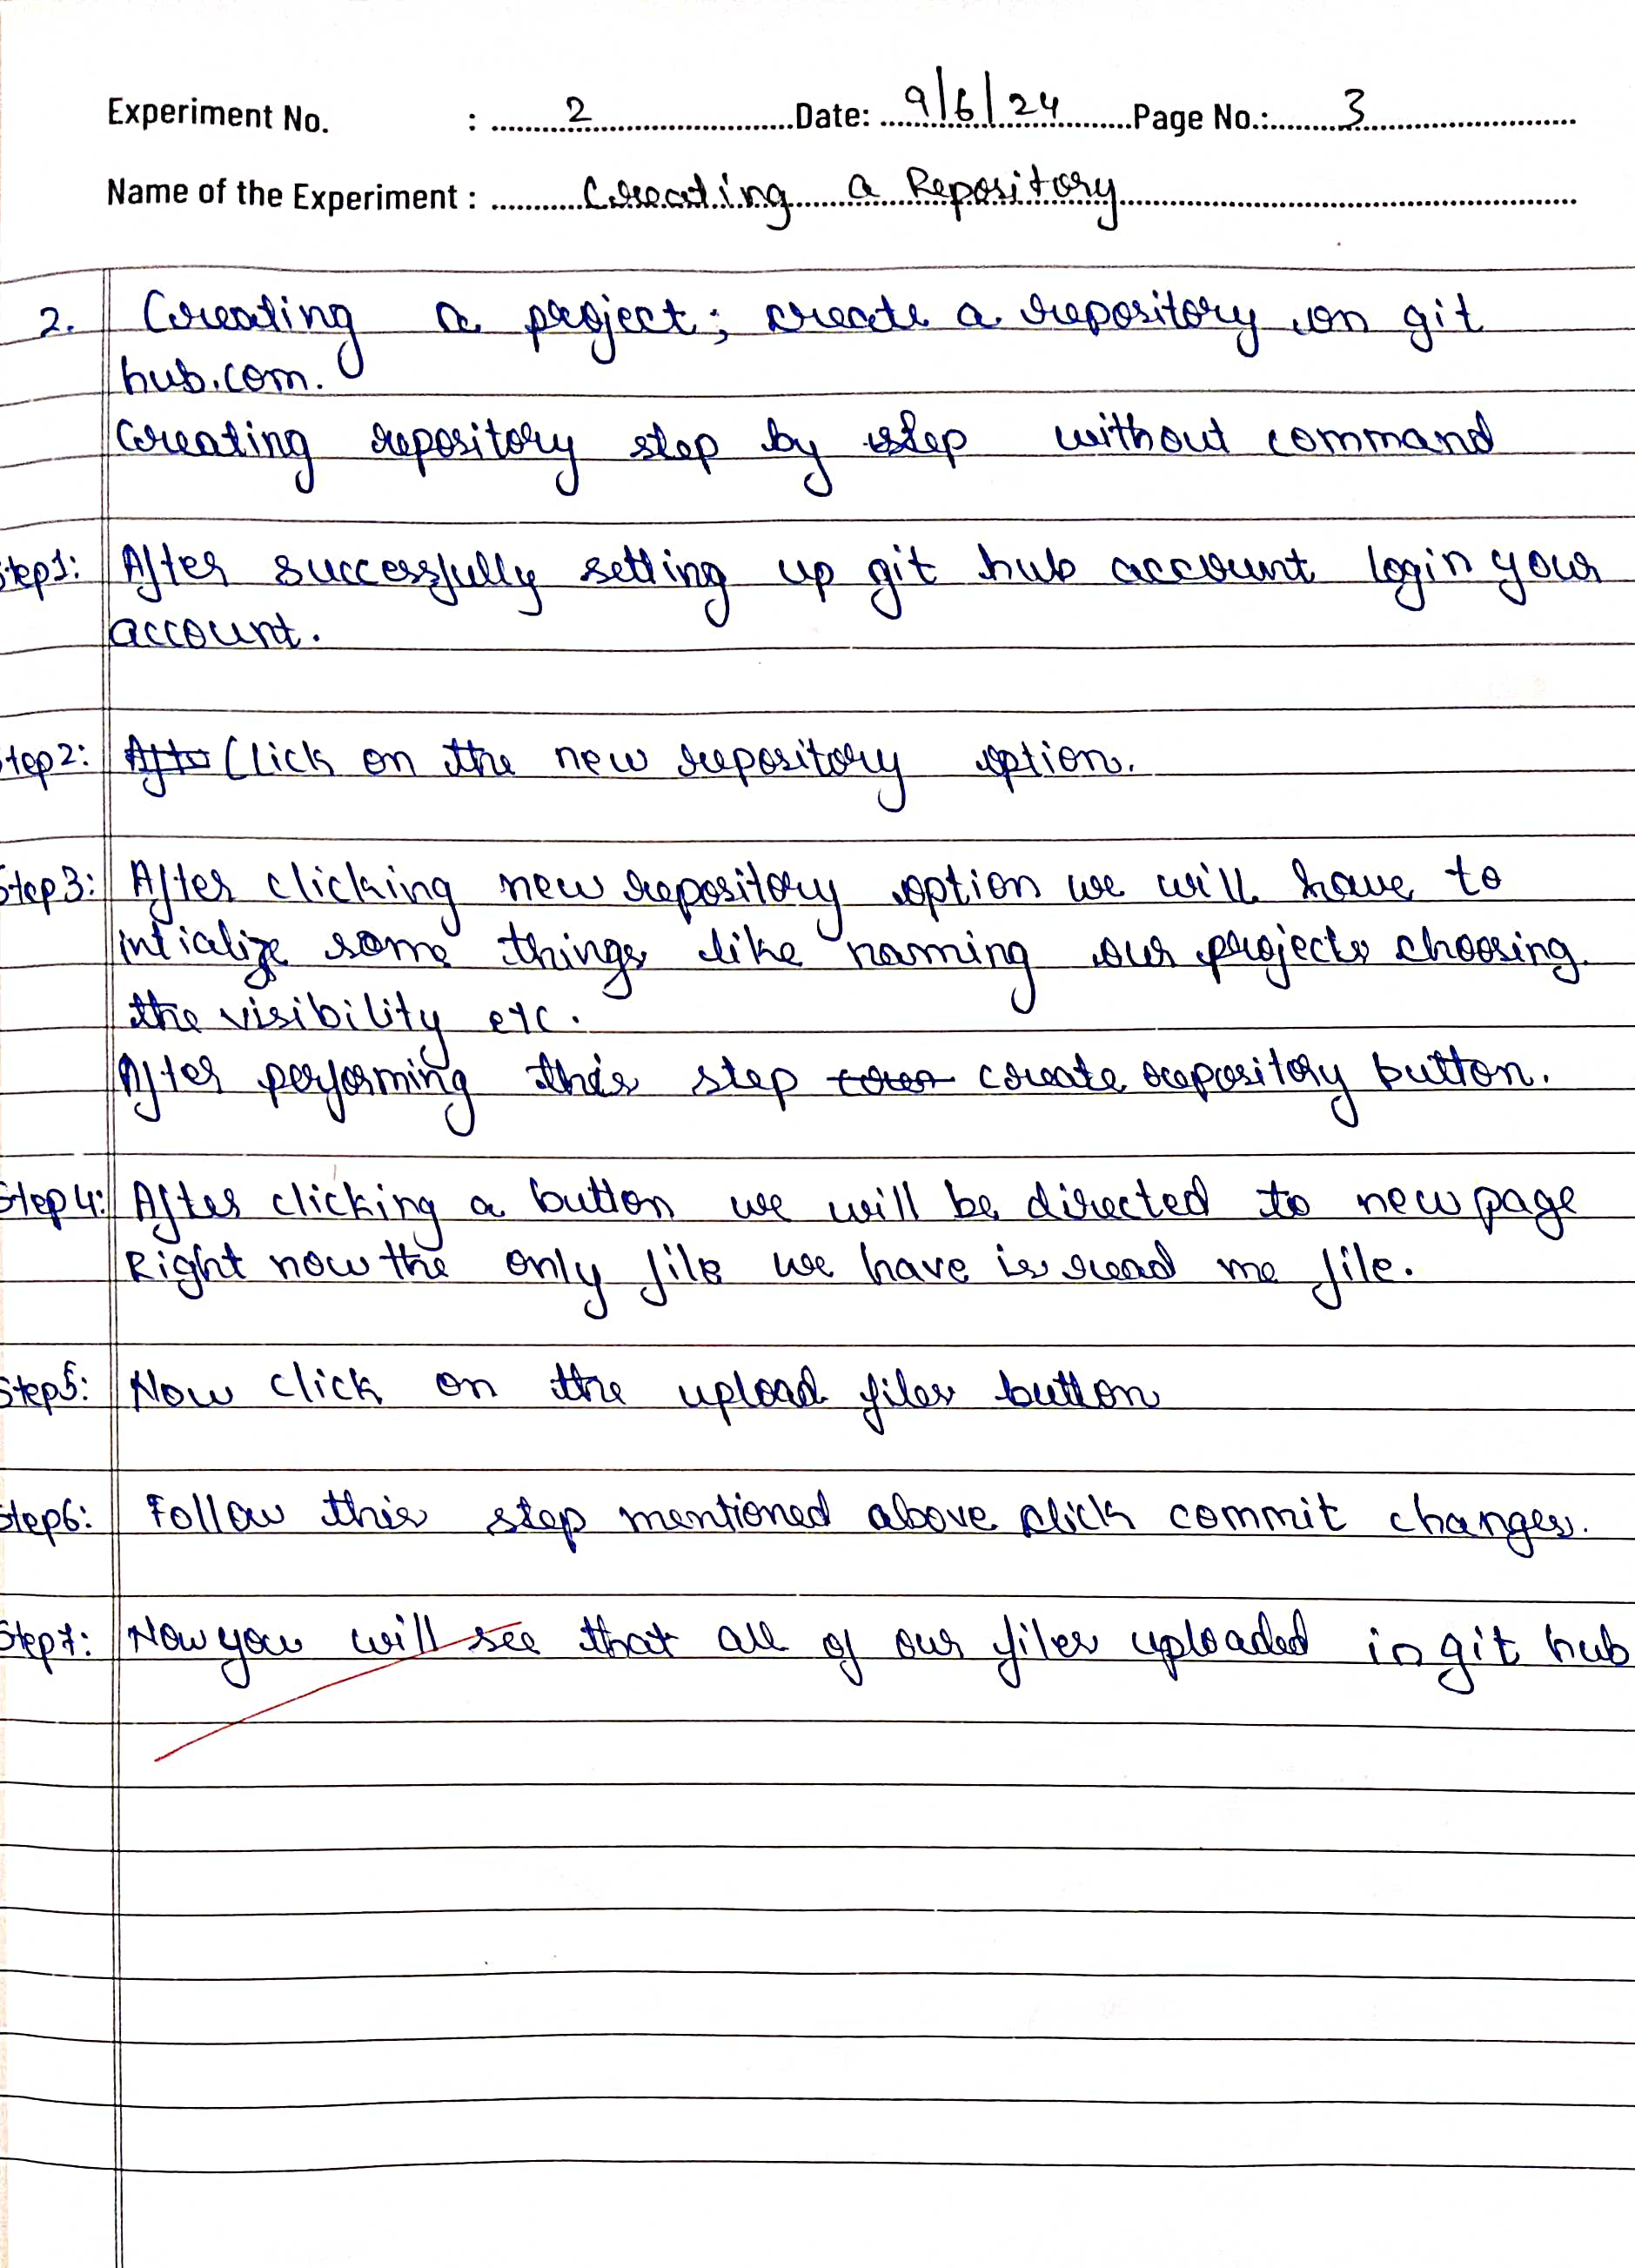 Experiment No. : 2 Date: 9/6/24 Page No.: 3
Name of the Experiment : Creating a Repository
2. Creating a project; create a repository on git
hub.com.
Creating repository step by step without command
Step1: After successfully setting up git hub account login your
account.
Step2: Click on the new repository option.
Step3: After clicking new repository option we will have to
intialize some things like naming our projects choosing
the visibility etc.
After performing this step create repository button.
Step4: After clicking a button we will be directed to new page
Right now the only file we have is read me file.
Step5: Now click on the upload files button
Step6: Follow this step mentioned above click commit changes.
Step7: Now you will see that all of our files uploaded in git hub